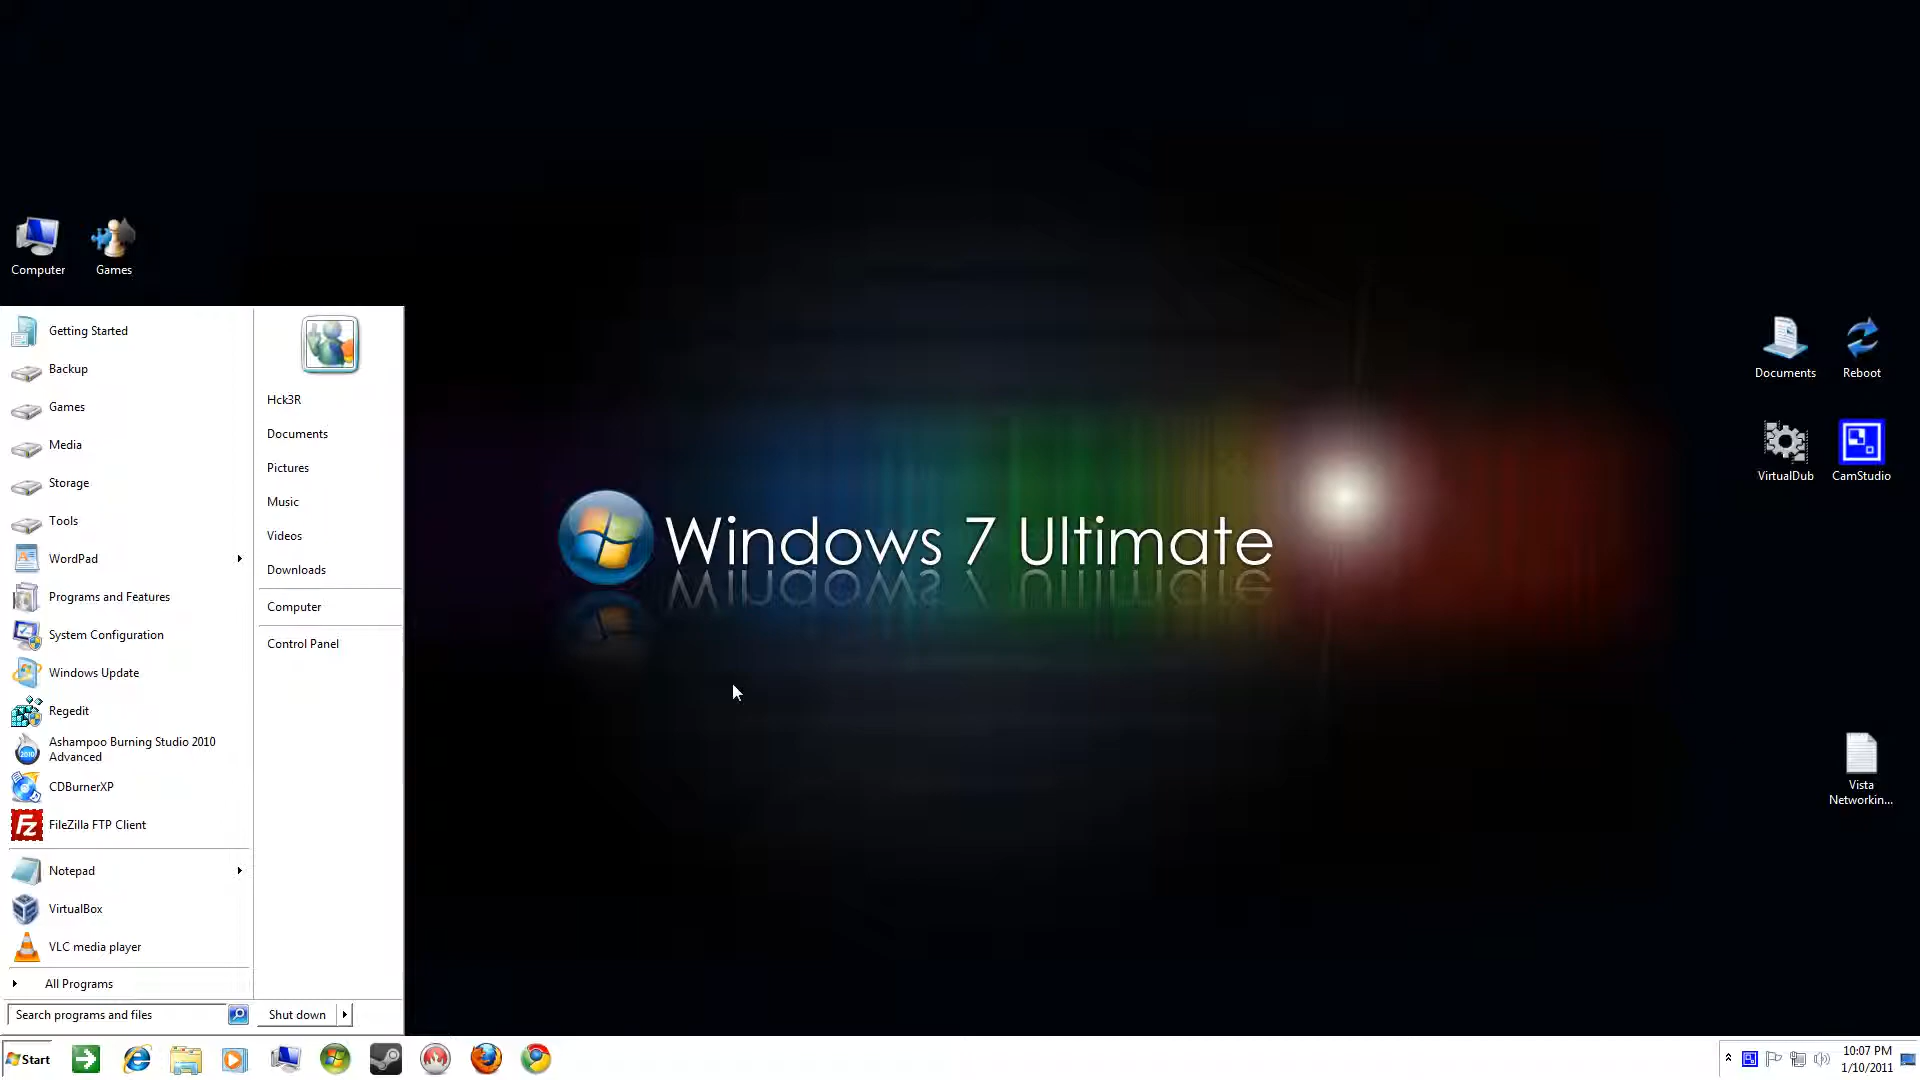 Computer
Games
Getting Started
Backup
Games
Media
Storage
Tools
WordPad
Programs and Features
System Configuration
Windows Update
Regedit
Ashampoo Burning Studio 2010
Advanced
2010
CDBurnerXP
FileZilla FTP Client
Fz
Notepad
VirtualBox
VLC media player
All Programs
Search programs and files
Hck3R
Documents
Pictures
Music
Videos
Downloads
Computer
Control Panel
Shut down
Windows 7 Ultimate
Documents
Reboot
VirtualDub
CamStudio
Vista
Networkin...
Start
10:07 PM
1/10/2011